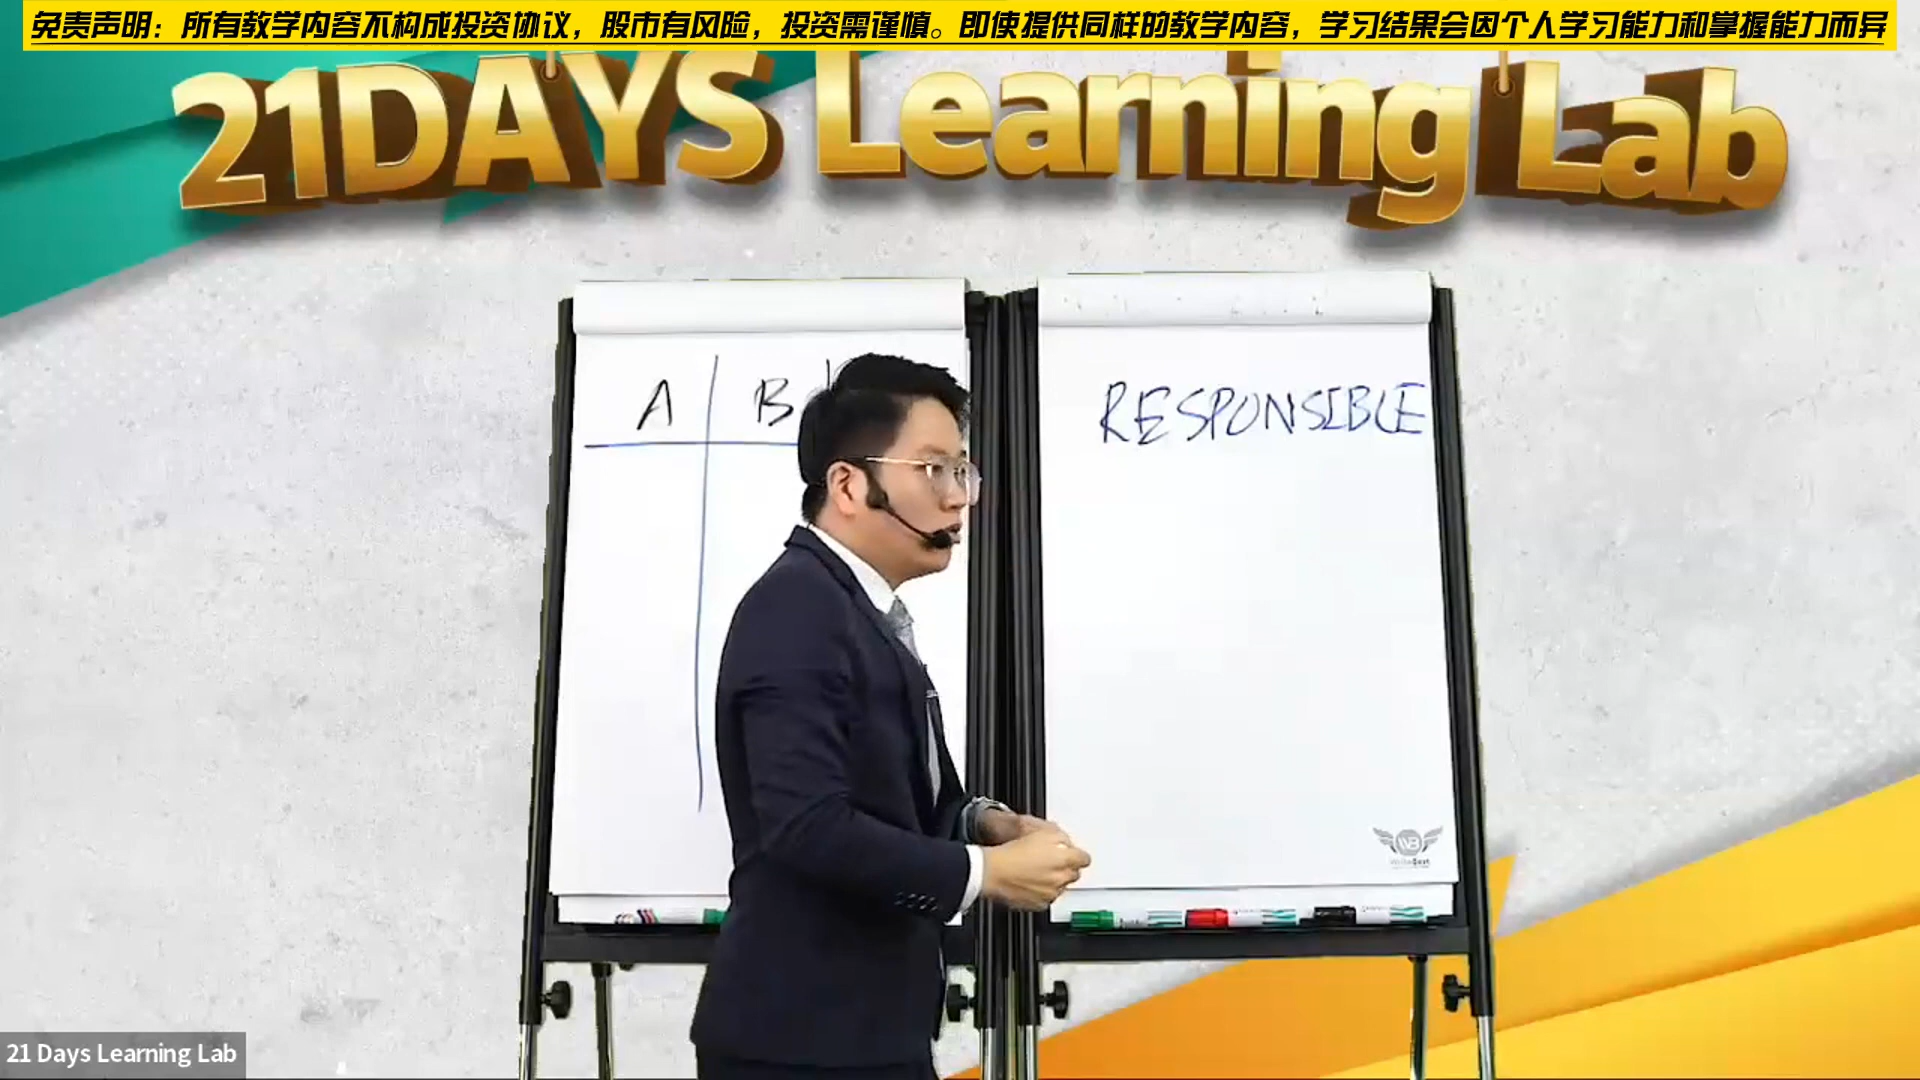 免责声明：所有教学内容不构成投资协议，股市有风险，投资需谨慎。即使提供同样的教学内容，学习结果会因个人学习能力和掌握能力而异
21DAYS Learning Lab
A B
RESPONSIBLE
WB
21 Days Learning Lab